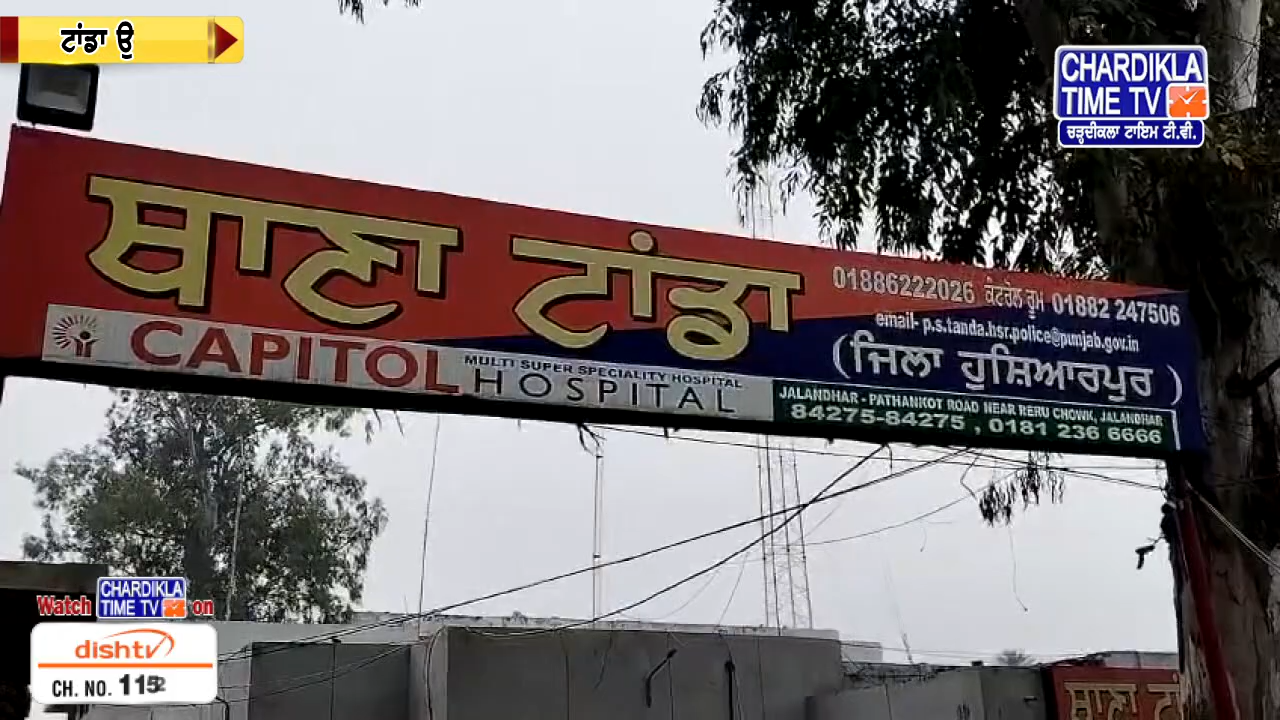 ਟਾਂਡਾ ਉ
CHARDIKLA
TIME TV
ਚੜ੍ਹਦੀਕਲਾ ਟਾਇਮ ਟੀ.ਵੀ.
ਥਾਣਾ ਟਾਂਡਾ
01886222026 ਕੰਟਰੋਲ ਰੂਮ 01882 247506
email- p.s.tanda.hsr.police@punjab.gov.in
(ਜਿਲਾ ਹੁਸ਼ਿਆਰਪੁਰ )
CAPITOL
MULTI SUPER SPECIALITY HOSPITAL
HOSPITAL
JALANDHAR - PATHANKOT ROAD NEAR RERU CHOWK, JALANDHAR
84275-84275 , 0181 236 6666
Watch CHARDIKLA TIME TV on
dishtv
CH. NO. 1152
ਥਾਣਾ